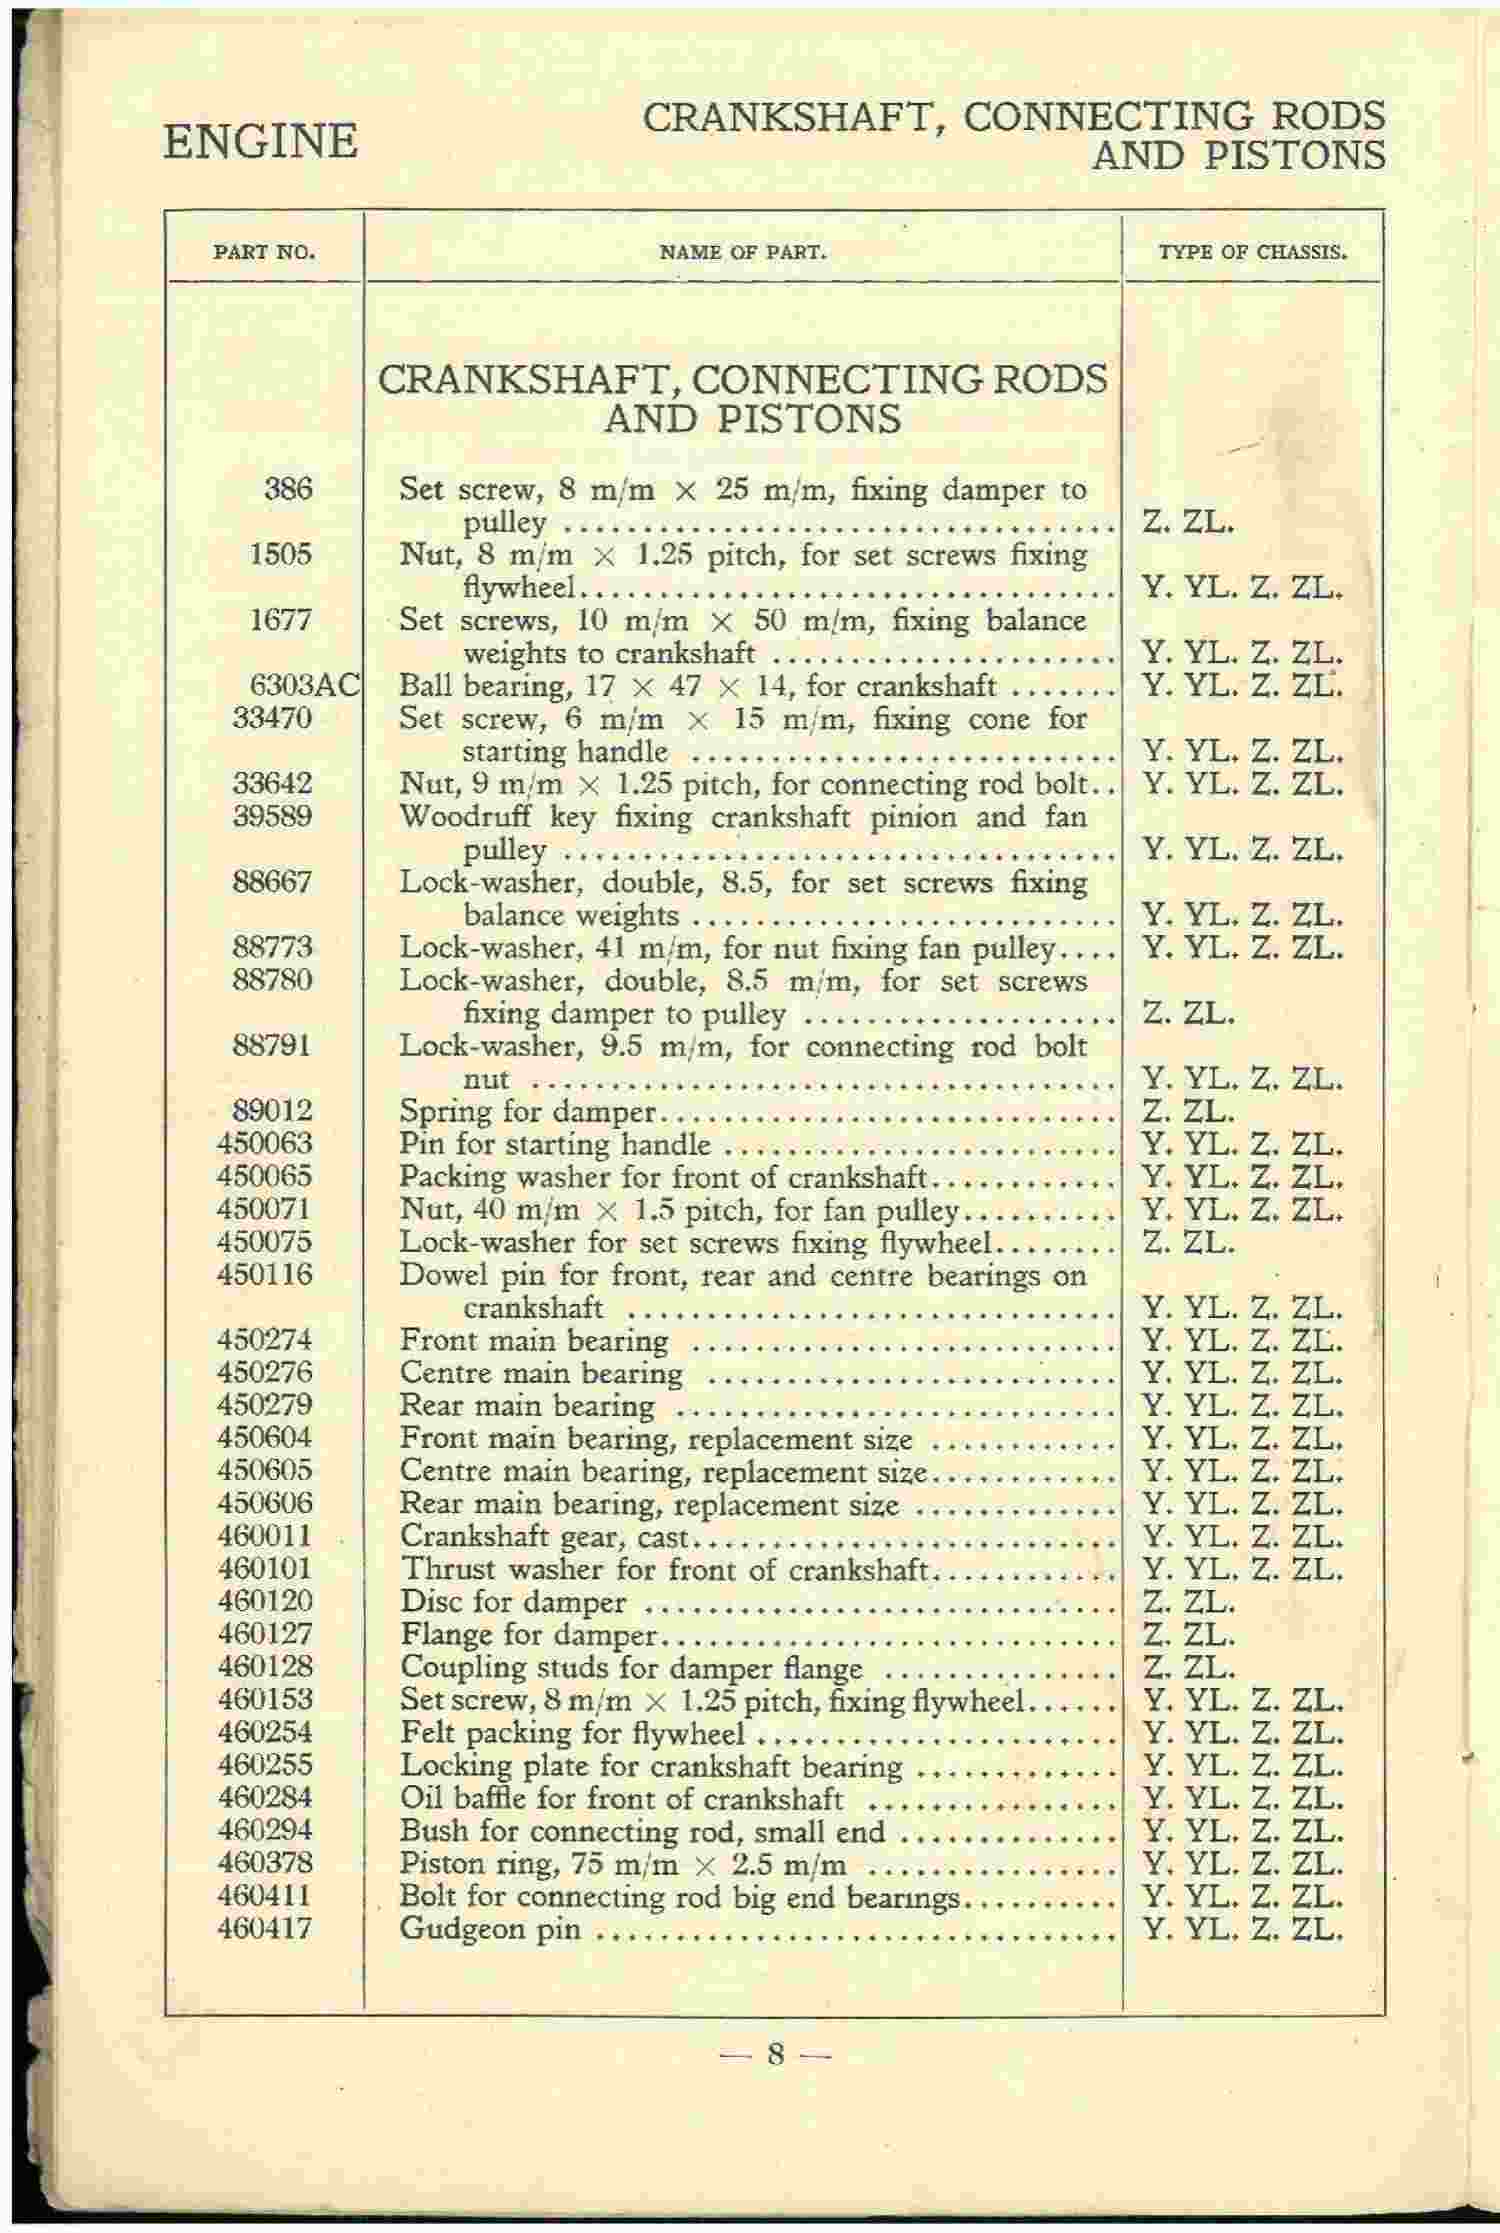 ENGINE
CRANKSHAFT, CONNECTING RODS
AND PISTONS
PART NO. NAME OF PART. TYPE OF CHASSIS.
CRANKSHAFT, CONNECTING RODS
AND PISTONS
386 Set screw, 8 m/m × 25 m/m, fixing damper to
pulley .................................. Z. ZL.
1505 Nut, 8 m/m × 1.25 pitch, for set screws fixing
flywheel.................................. Y. YL. Z. ZL.
1677 Set screws, 10 m/m × 50 m/m, fixing balance
weights to crankshaft ...................... Y. YL. Z. ZL.
6303AC Ball bearing, 17 × 47 × 14, for crankshaft ....... Y. YL. Z. ZL.
33470 Set screw, 6 m/m × 15 m/m, fixing cone for
starting handle ........................... Y. YL. Z. ZL.
33642 Nut, 9 m/m × 1.25 pitch, for connecting rod bolt.. Y. YL. Z. ZL.
39589 Woodruff key fixing crankshaft pinion and fan
pulley ................................... Y. YL. Z. ZL.
88667 Lock-washer, double, 8.5, for set screws fixing
balance weights ........................... Y. YL. Z. ZL.
88773 Lock-washer, 41 m/m, for nut fixing fan pulley.... Y. YL. Z. ZL.
88780 Lock-washer, double, 8.5 m/m, for set screws
fixing damper to pulley .................... Z. ZL.
88791 Lock-washer, 9.5 m/m, for connecting rod bolt
nut ..................................... Y. YL. Z. ZL.
89012 Spring for damper............................. Z. ZL.
450063 Pin for starting handle ......................... Y. YL. Z. ZL.
450065 Packing washer for front of crankshaft............ Y. YL. Z. ZL.
450071 Nut, 40 m/m × 1.5 pitch, for fan pulley.......... Y. YL. Z. ZL.
450075 Lock-washer for set screws fixing flywheel........ Z. ZL.
450116 Dowel pin for front, rear and centre bearings on
crankshaft ............................... Y. YL. Z. ZL.
450274 Front main bearing ........................... Y. YL. Z. ZL.
450276 Centre main bearing .......................... Y. YL. Z. ZL.
450279 Rear main bearing ............................ Y. YL. Z. ZL.
450604 Front main bearing, replacement size ............ Y. YL. Z. ZL.
450605 Centre main bearing, replacement size............ Y. YL. Z. ZL.
450606 Rear main bearing, replacement size ............. Y. YL. Z. ZL.
460011 Crankshaft gear, cast........................... Y. YL. Z. ZL.
460101 Thrust washer for front of crankshaft............ Y. YL. Z. ZL.
460120 Disc for damper .............................. Z. ZL.
460127 Flange for damper............................. Z. ZL.
460128 Coupling studs for damper flange ............... Z. ZL.
460153 Set screw, 8 m/m × 1.25 pitch, fixing flywheel...... Y. YL. Z. ZL.
460254 Felt packing for flywheel ....................... Y. YL. Z. ZL.
460255 Locking plate for crankshaft bearing ............. Y. YL. Z. ZL.
460284 Oil baffle for front of crankshaft ................ Y. YL. Z. ZL.
460294 Bush for connecting rod, small end .............. Y. YL. Z. ZL.
460378 Piston ring, 75 m/m × 2.5 m/m ................ Y. YL. Z. ZL.
460411 Bolt for connecting rod big end bearings.......... Y. YL. Z. ZL.
460417 Gudgeon pin ................................. Y. YL. Z. ZL.
— 8 —